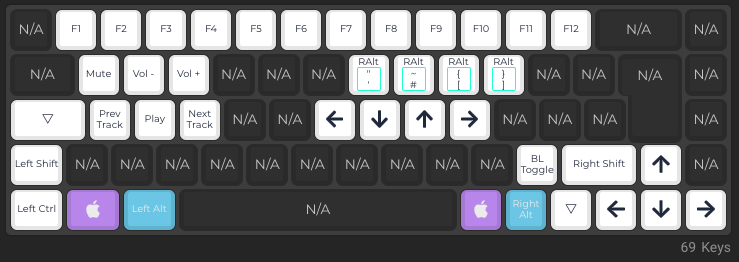 N/A F1 F2 F3 F4 F5 F6 F7 F8 F9 F10 F11 F12 N/A N/A
N/A Mute Vol - Vol + N/A N/A N/A RAlt " ' RAlt ~ # RAlt { [ RAlt } ] N/A N/A N/A N/A
▽ Prev Track Play Next Track N/A N/A ← ↓ ↑ → N/A N/A N/A N/A
Left Shift N/A N/A N/A N/A N/A N/A N/A N/A N/A N/A BL Toggle Right Shift ↑ N/A
Left Ctrl Left Alt N/A Right Alt ▽ ← ↓ →
69 Keys